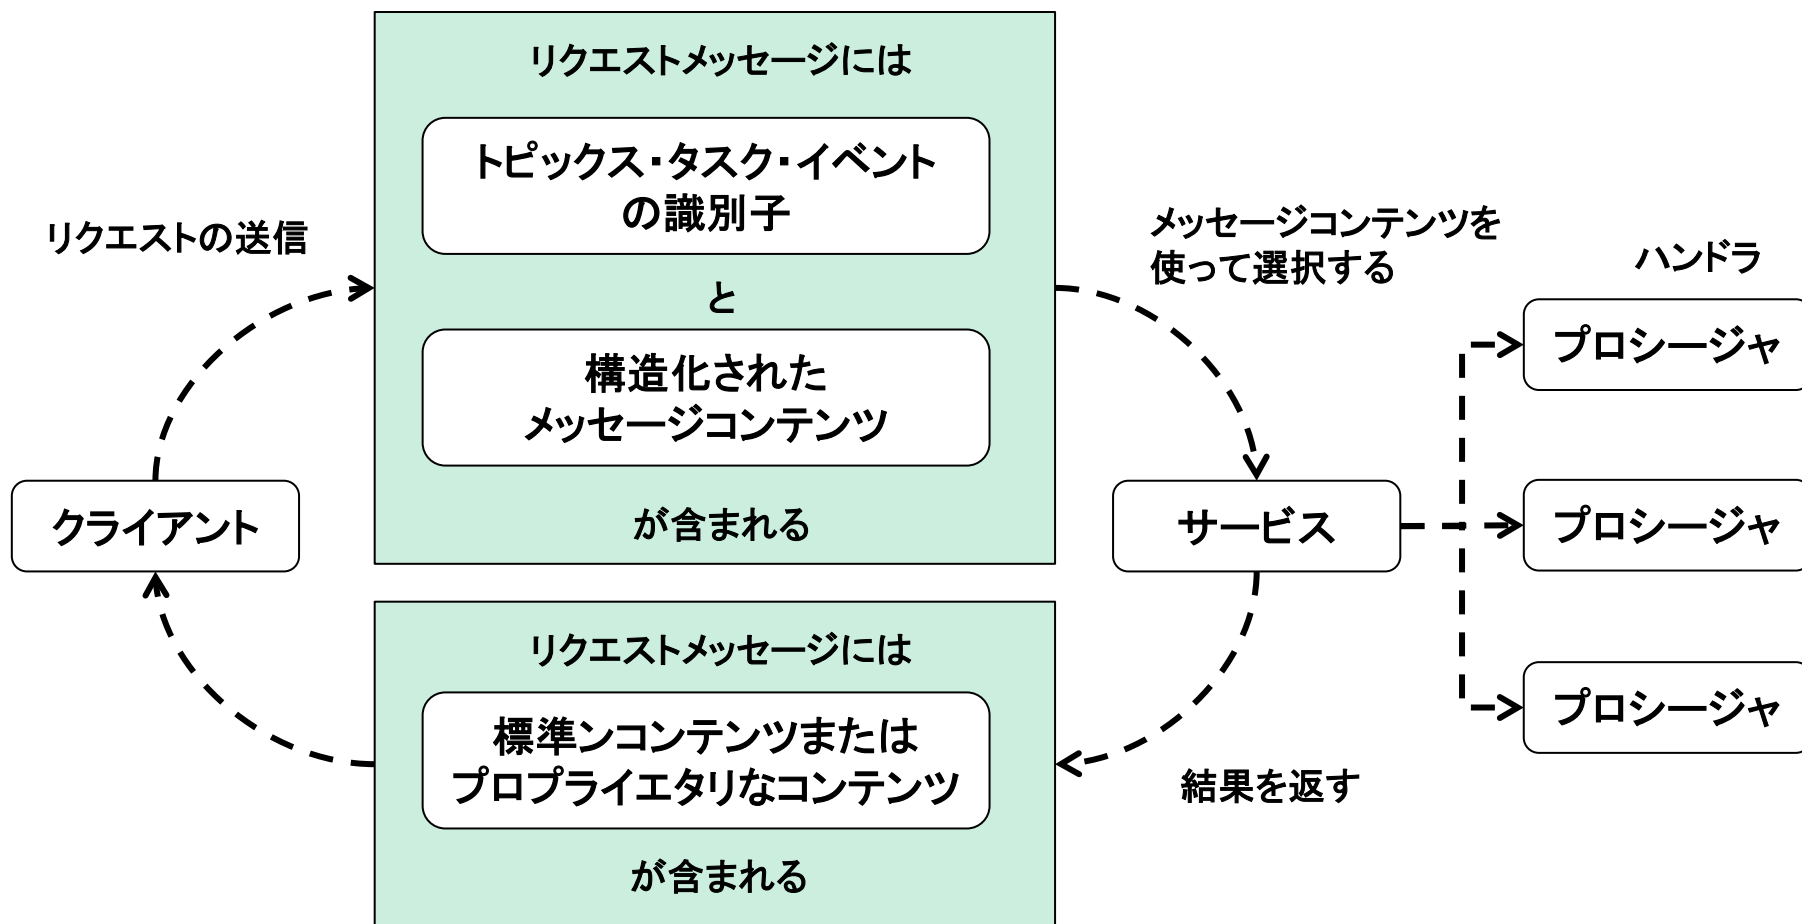 リクエストメッセージには
トピックス・タスク・イベント
の識別子
と
構造化された
メッセージコンテンツ
が含まれる
リクエストの送信
メッセージコンテンツを
使って選択する
ハンドラ
プロシージャ
プロシージャ
プロシージャ
クライアント
サービス
リクエストメッセージには
標準ンコンテンツまたは
プロプライエタリなコンテンツ
が含まれる
結果を返す